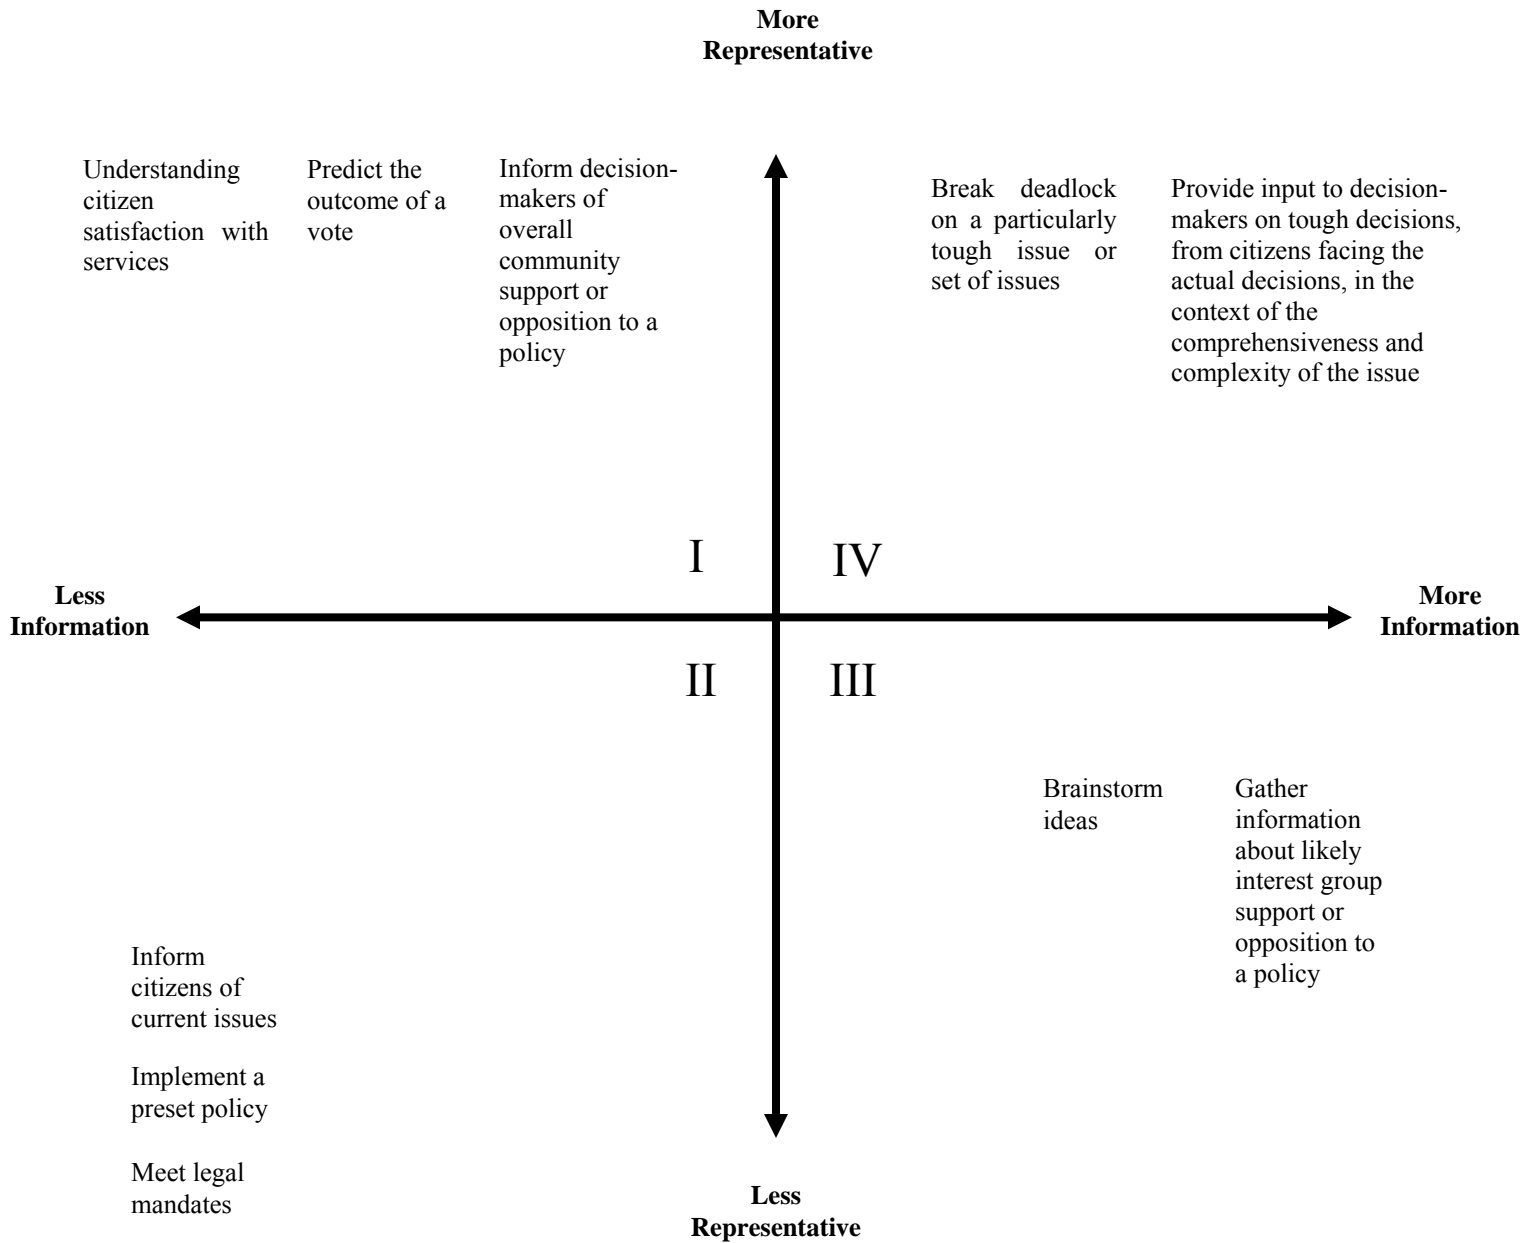 More
Representative
Understanding
citizen
satisfaction with
services
Predict the
outcome of a
vote
Inform decision-
makers of
overall
community
support or
opposition to a
policy
Break deadlock
on a particularly
tough issue or
set of issues
Provide input to decision-
makers on tough decisions,
from citizens facing the
actual decisions, in the
context of the
comprehensiveness and
complexity of the issue
I
IV
Less
Information
More
Information
II
III
Brainstorm
ideas
Gather
information
about likely
interest group
support or
opposition to
a policy
Inform
citizens of
current issues
Implement a
preset policy
Meet legal
mandates
Less
Representative